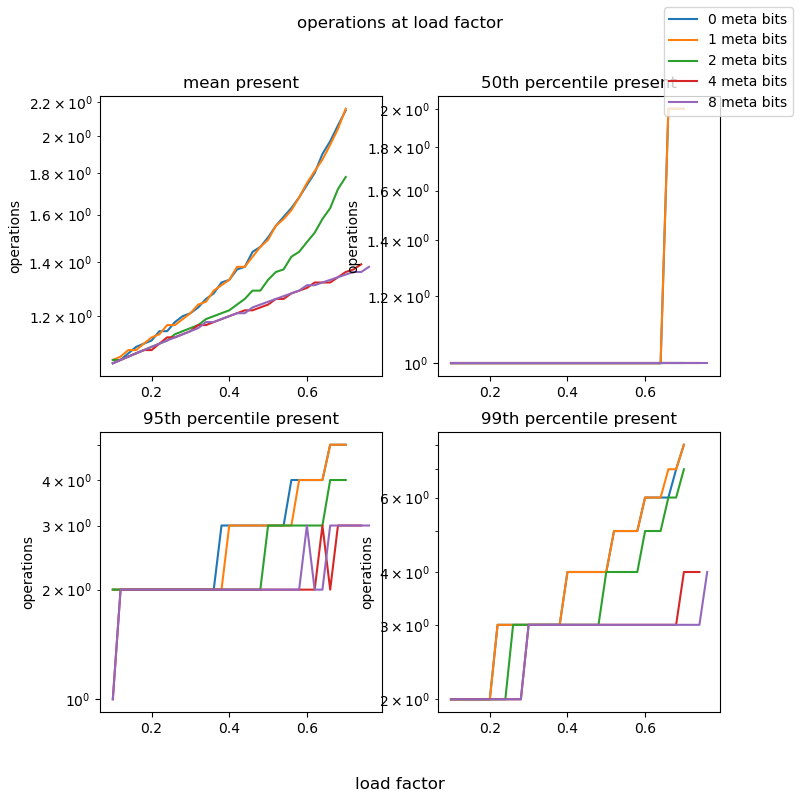 operations at load factor
0 meta bits
1 meta bits
2 meta bits
4 meta bits
8 meta bits
mean present
operations
2.2 × 10⁰
2 × 10⁰
1.8 × 10⁰
1.6 × 10⁰
1.4 × 10⁰
1.2 × 10⁰
0.2 0.4 0.6
50th percentile present
operations
2 × 10⁰
1.8 × 10⁰
1.6 × 10⁰
1.4 × 10⁰
1.2 × 10⁰
10⁰
0.2 0.4 0.6
95th percentile present
operations
4 × 10⁰
3 × 10⁰
2 × 10⁰
10⁰
0.2 0.4 0.6
99th percentile present
operations
6 × 10⁰
4 × 10⁰
3 × 10⁰
2 × 10⁰
0.2 0.4 0.6
load factor